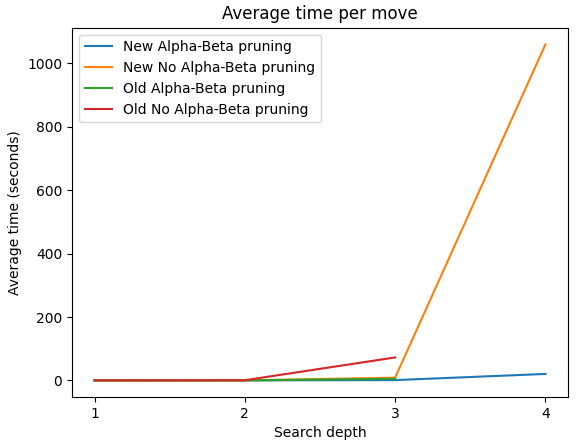 Average time per move
New Alpha-Beta pruning
New No Alpha-Beta pruning
Old Alpha-Beta pruning
Old No Alpha-Beta pruning
Average time (seconds)
1000
800
600
400
200
0
1 2 3 4
Search depth